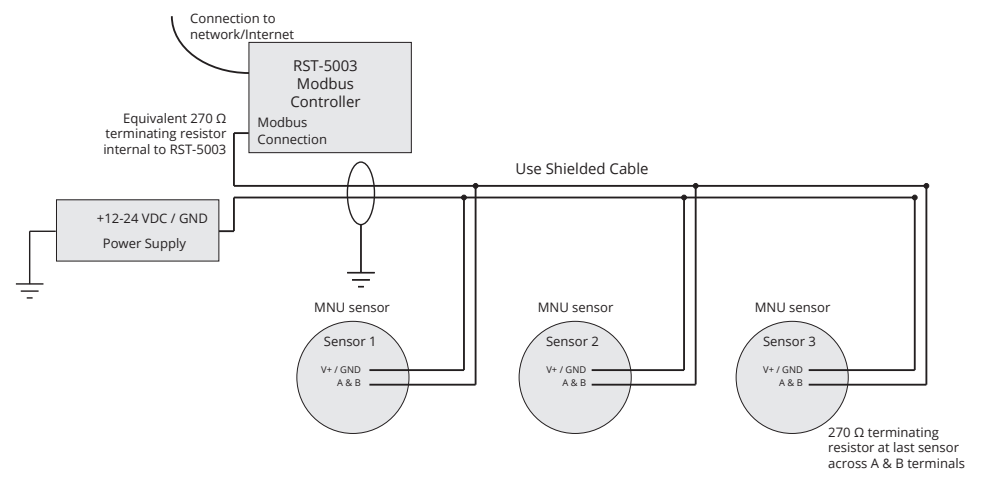 Connection to
network/Internet
RST-5003
Modbus
Controller
Modbus
Connection
Equivalent 270 Ω
terminating resistor
internal to RST-5003
Use Shielded Cable
+12-24 VDC / GND
Power Supply
MNU sensor
Sensor 1
V+ / GND
A & B
MNU sensor
Sensor 2
V+ / GND
A & B
MNU sensor
Sensor 3
V+ / GND
A & B
270 Ω terminating
resistor at last sensor
across A & B terminals